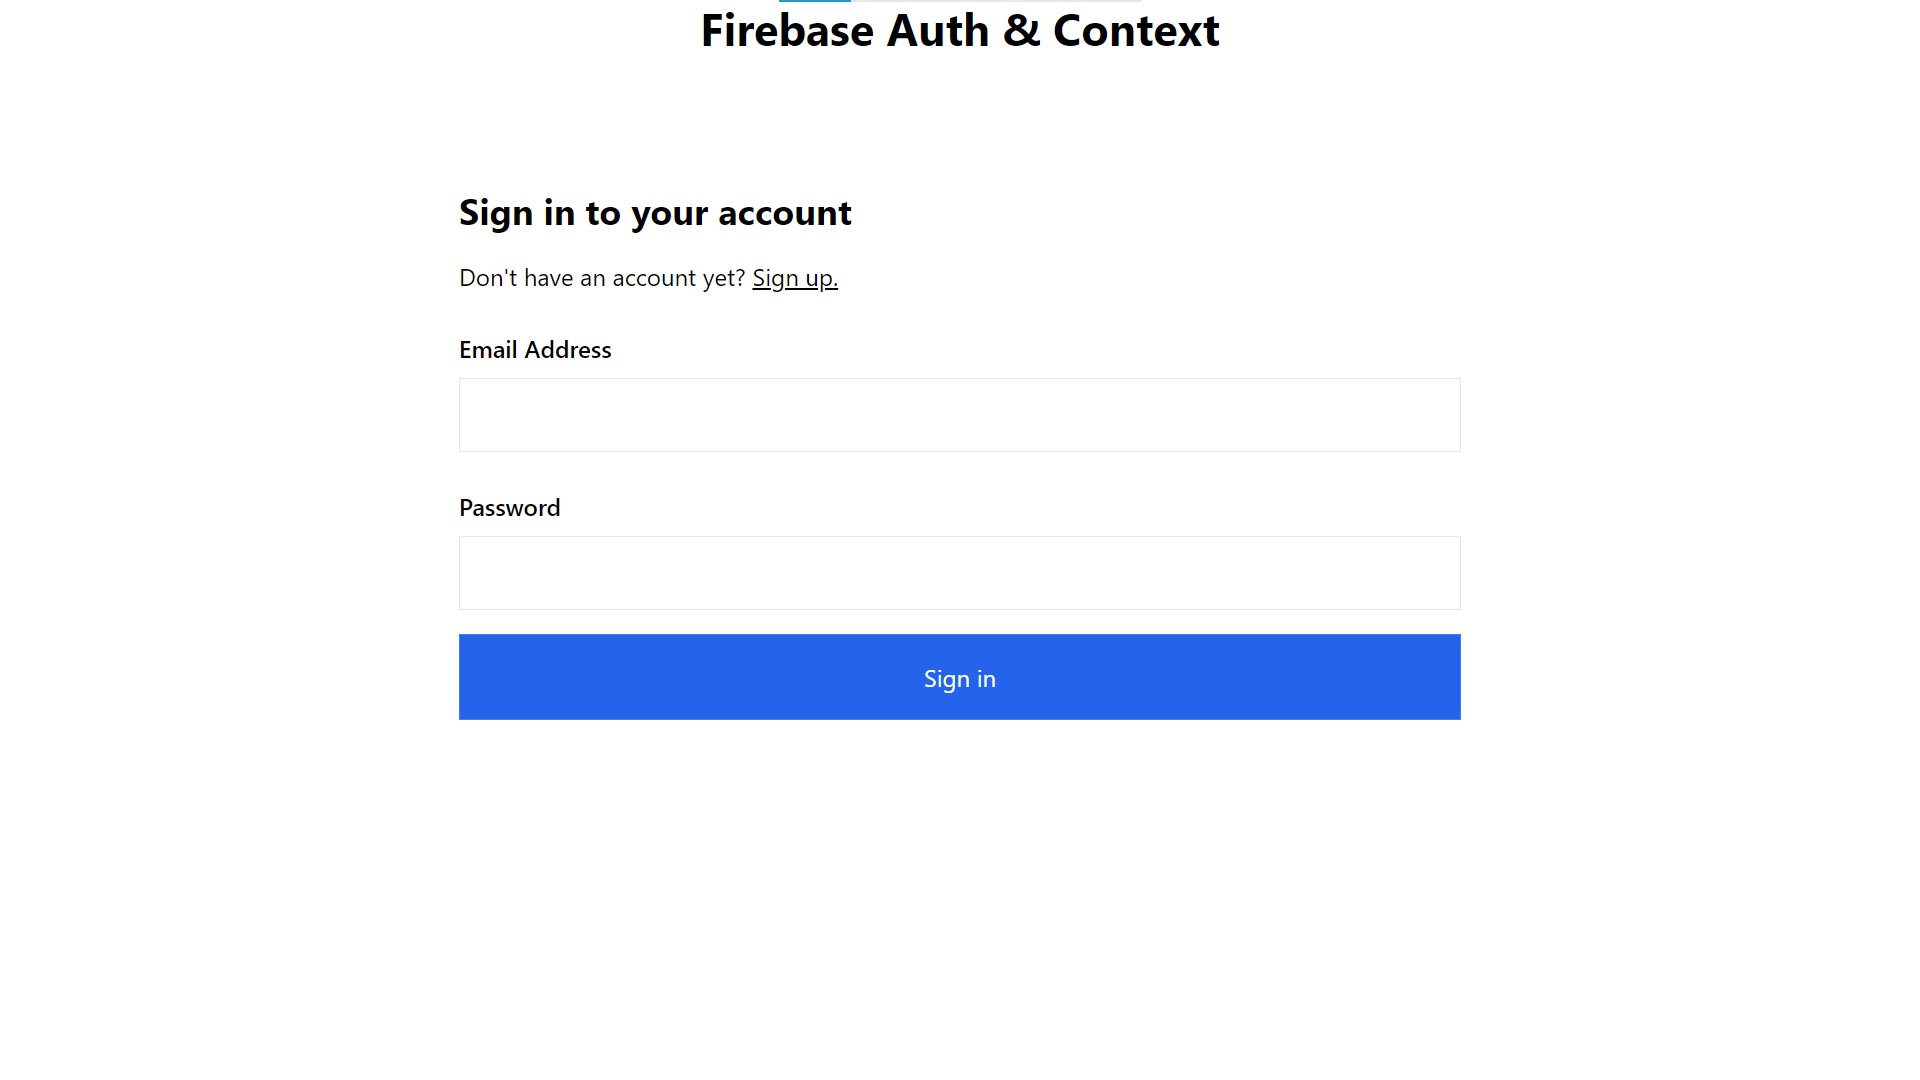 Firebase Auth & Context
Sign in to your account
Don't have an account yet? Sign up.
Email Address
Password
Sign in